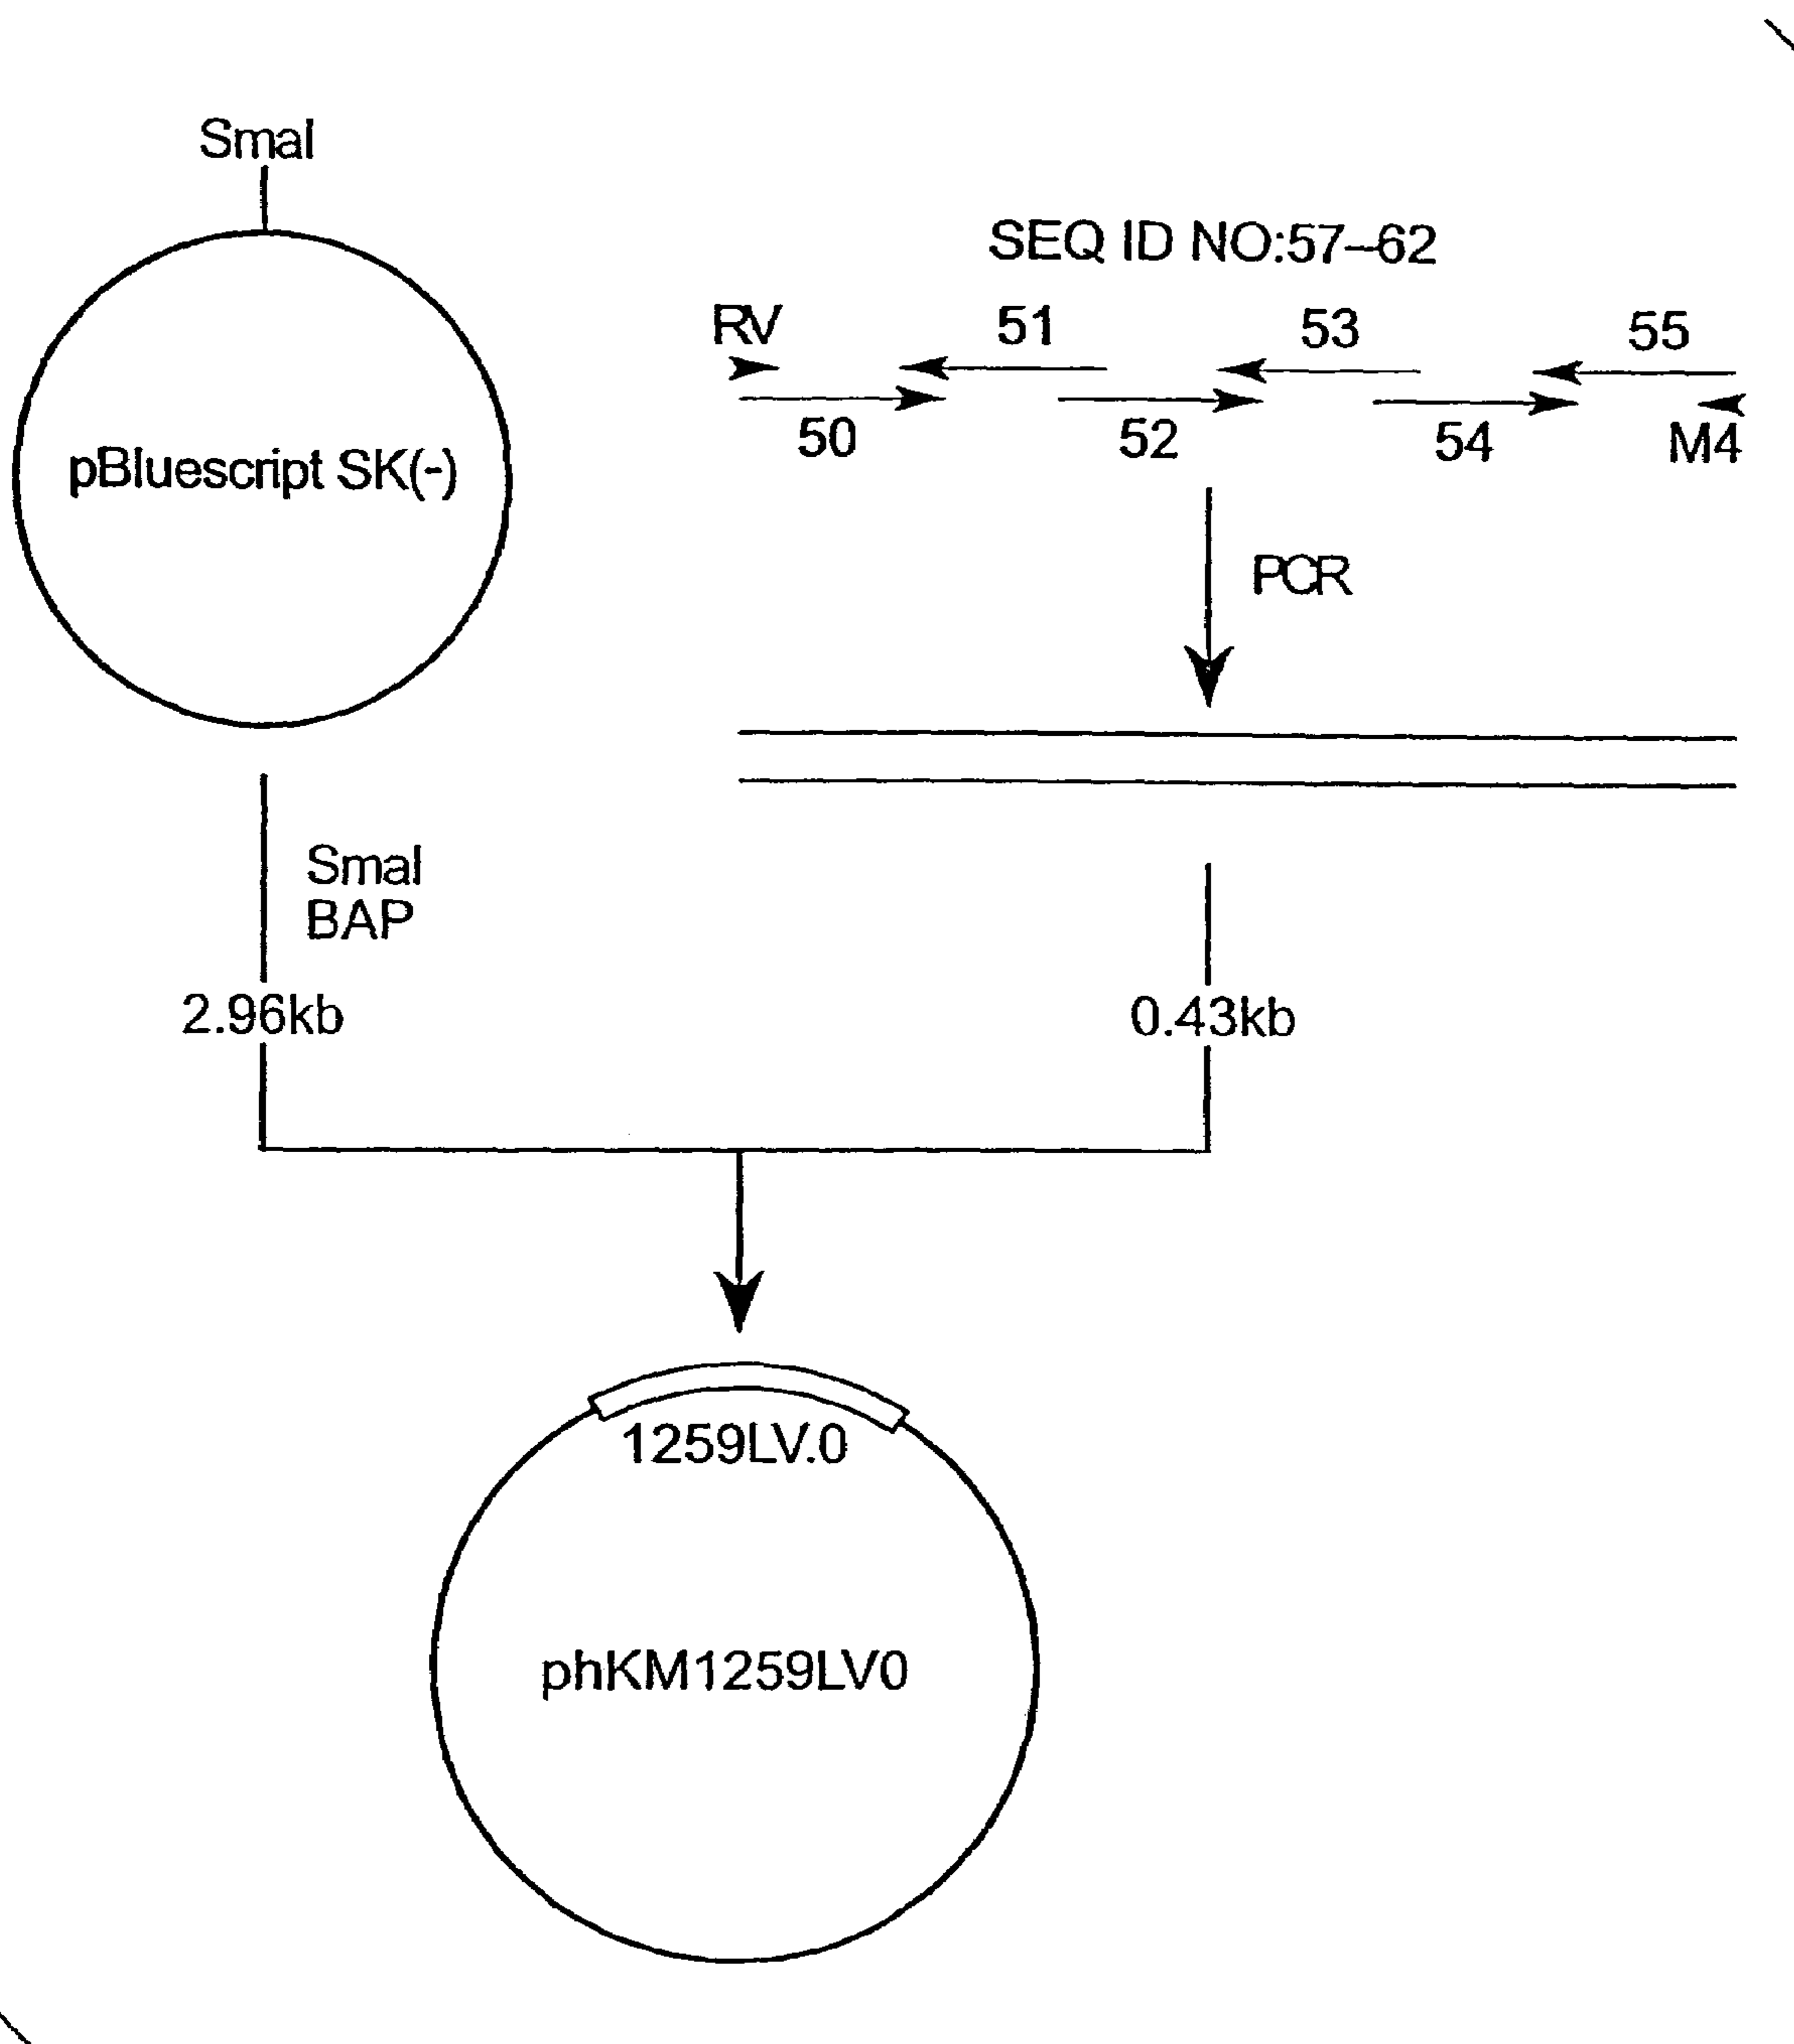 SmaI
SEQ ID NO:57–62
RV 51 53 55
50 52 54 M4
pBluescript SK(-)
PCR
SmaI
BAP
2.96kb 0.43kb
1259LV.0
phKM1259LV0